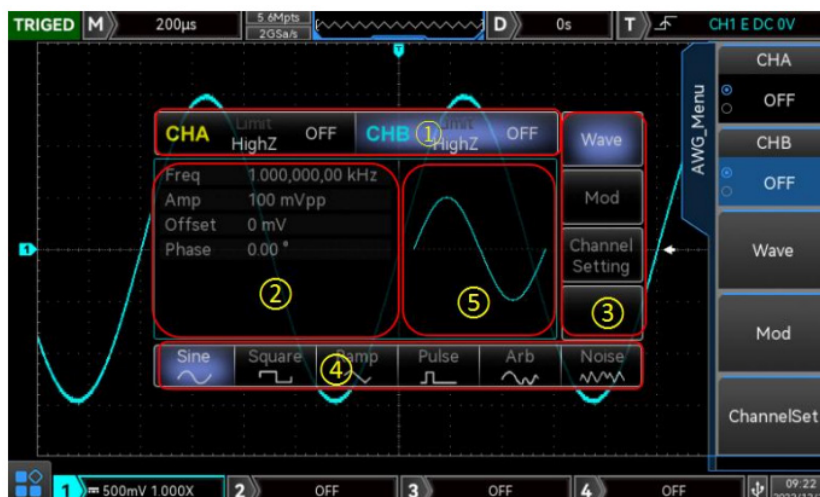 TRIGED M 200μs 5.6Mpts D 0s T CH1 E DC 0V
2GSa/s
CHA
OFF
AWG_Menu
CHB
OFF
Wave
Mod
ChannelSet
CHA Limit OFF CHB ① Limit OFF
HighZ HighZ
Wave
Mod
Channel
Setting
③
Freq 1.000,000,00 kHz
Amp 100 mVpp
Offset 0 mV
Phase 0.00 °
②
⑤
Sine Square Ramp Pulse Arb Noise
④
1
1 500mV 1.000X 2 OFF 3 OFF 4 OFF 09:22